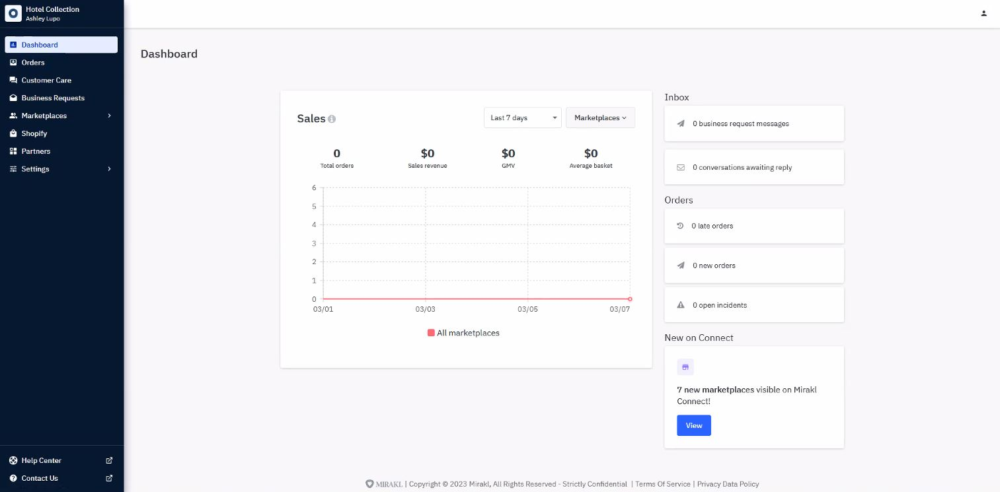 Hotel Collection
Ashley Lupo
Dashboard
Orders
Customer Care
Business Requests
Marketplaces
Shopify
Partners
Settings
Help Center
Contact Us
Dashboard
Sales
Last 7 days
Marketplaces
0
Total orders
$0
Sales revenue
$0
GMV
$0
Average basket
6
5
4
3
2
1
0
03/01
03/03
03/05
03/07
All marketplaces
Inbox
0 business request messages
0 conversations awaiting reply
Orders
0 late orders
0 new orders
0 open incidents
New on Connect
7 new marketplaces visible on Mirakl
Connect!
View
MIRAKL | Copyright © 2023 Mirakl, All Rights Reserved - Strictly Confidential | Terms Of Service | Privacy Data Policy